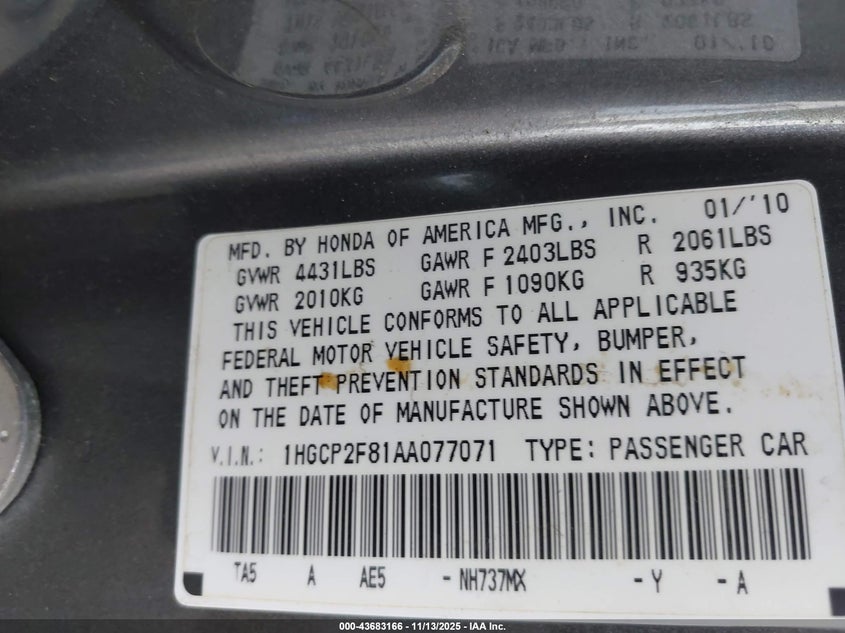 MFD. BY HONDA OF AMERICA MFG., INC. 01/'10
GVWR 4431LBS GAWR F 2403LBS R 2061LBS
GVWR 2010KG GAWR F 1090KG R 935KG
THIS VEHICLE CONFORMS TO ALL APPLICABLE
FEDERAL MOTOR VEHICLE SAFETY, BUMPER,
AND THEFT PREVENTION STANDARDS IN EFFECT
ON THE DATE OF MANUFACTURE SHOWN ABOVE.
V.I.N.: 1HGCP2F81AA077071 TYPE: PASSENGER CAR
TA5 A AE5 - NH737MX - Y - A
000-43683166 - 11/13/2025 - IAA Inc.